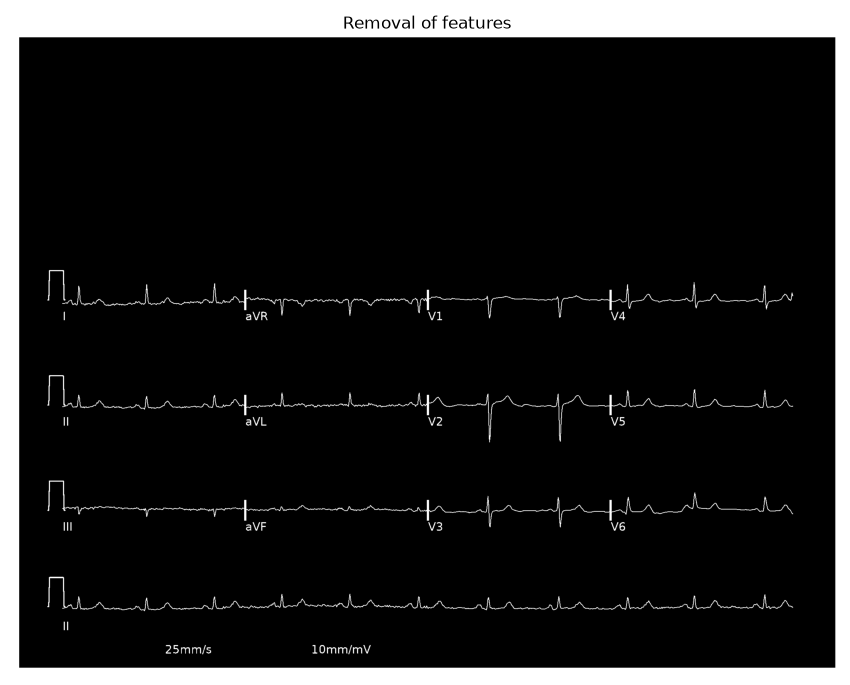 Removal of features
I aVR V1 V4
II aVL V2 V5
III aVF V3 V6
II
25mm/s 10mm/mV